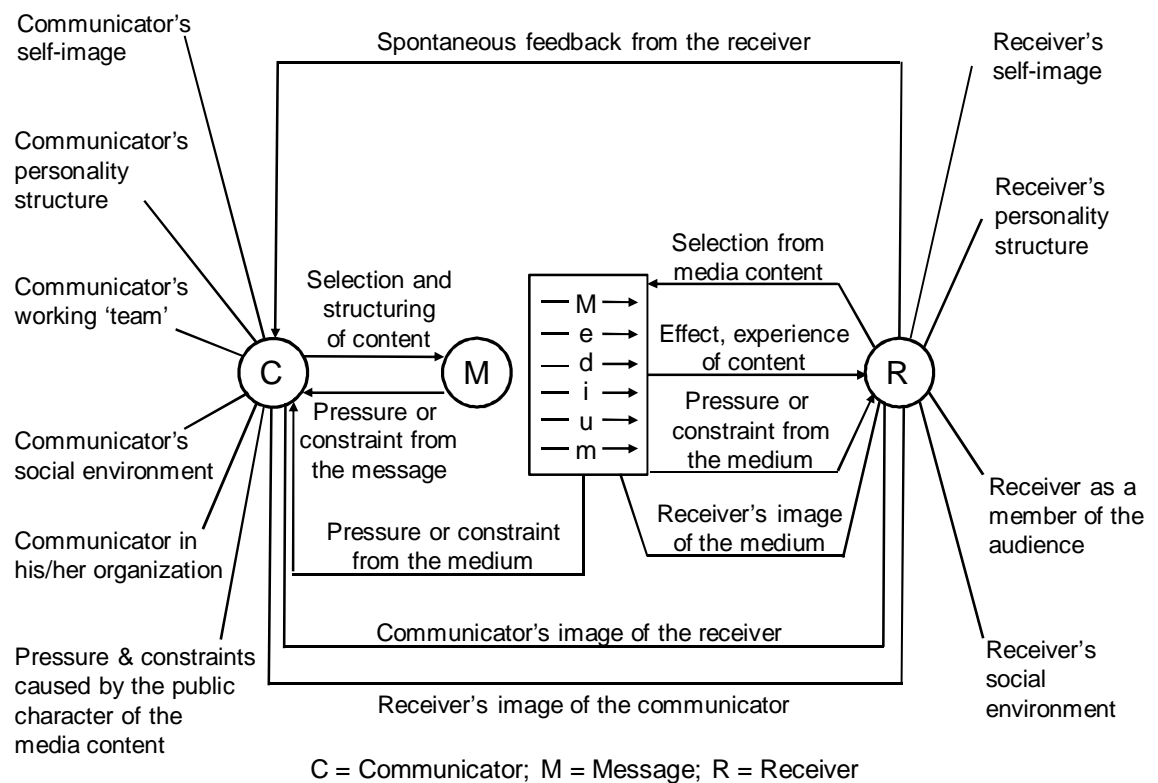 Communicator’s
self-image
Spontaneous feedback from the receiver
Receiver’s
self-image
Communicator’s
personality
structure
Receiver’s
personality
structure
Communicator’s
working ‘team’
Selection and
structuring
of content
Selection from
media content
Effect, experience
of content
C
M
M
e
d
i
u
m
R
Pressure or
constraint from
the message
Pressure or
constraint from
the medium
Communicator’s
social environment
Receiver as a
member of the
audience
Pressure or constraint
from the medium
Receiver’s image
of the medium
Communicator in
his/her organization
Communicator’s image of the receiver
Receiver’s image of the communicator
Pressure & constraints
caused by the public
character of the
media content
Receiver’s
social
environment
C = Communicator; M = Message; R = Receiver